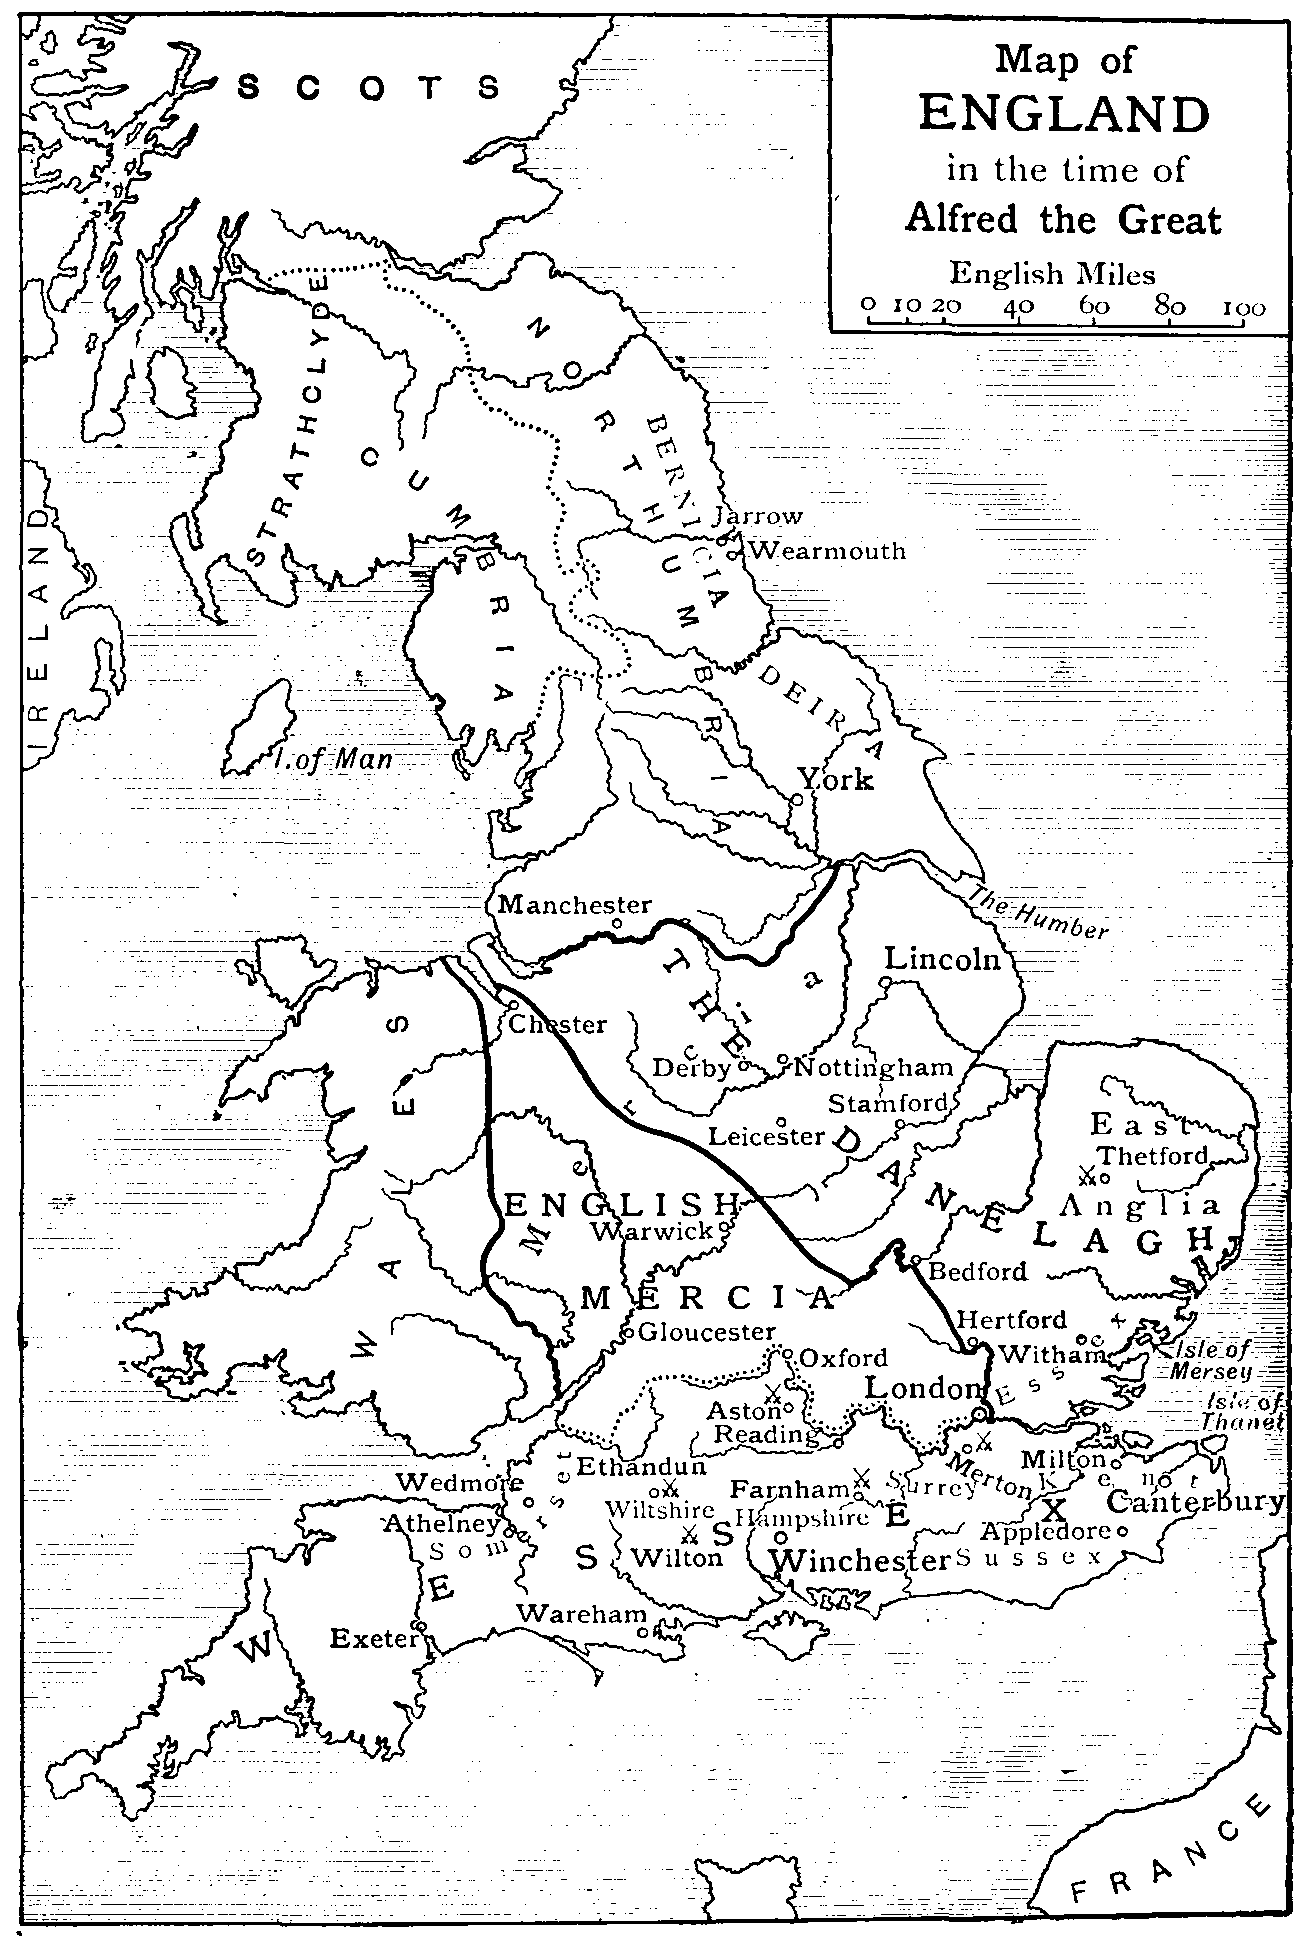 Map of
ENGLAND
in the time of
Alfred the Great
English Miles
0 10 20 40 60 80 100
SCOTS
STRATHCLYDE
CUMBRIA
NORTHUMBRIA
BERNICIA
Jarrow
Wearmouth
DEIRA
IRELAND
I. of Man
York
The Humber
Manchester
Lincoln
Chester
THE
Derby
Nottingham
Stamford
Leicester
DANELAGH
East
Thetford
Anglia
WALES
Mercia
ENGLISH
Warwick
MERCIA
Bedford
Hertford
Witham
Essex
Isle of
Mersey
Isle of
Thanet
Gloucester
Oxford
London
Aston
Reading
Ethandun
Wedmore
Wiltshire
Farnham
Surrey
Merton
Milton
Kent
Canterbury
Athelney
Somerset
Hampshire
Appledore
Wilton
Winchester
Sussex
WESSEX
Wareham
Exeter
FRANCE